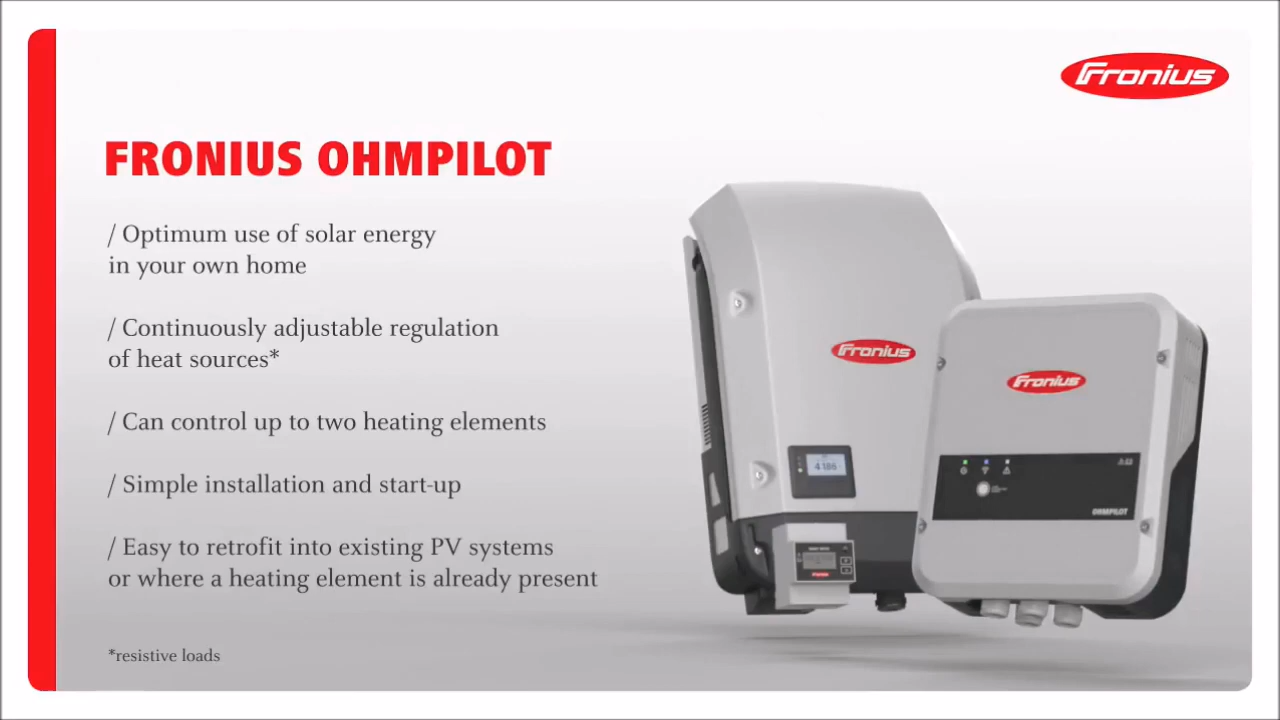 Fronius
FRONIUS OHMPILOT
/ Optimum use of solar energy
in your own home
/ Continuously adjustable regulation
of heat sources*
/ Can control up to two heating elements
/ Simple installation and start-up
/ Easy to retrofit into existing PV systems
or where a heating element is already present
*resistive loads
Fronius
Fronius
4186
OHMPILOT
Fronius